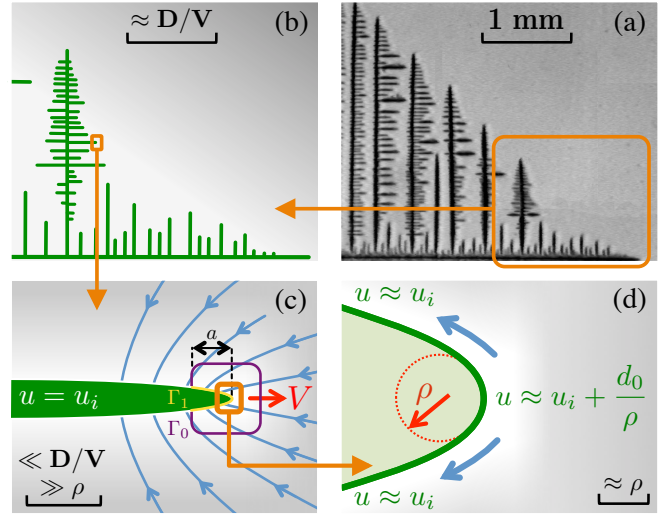 ≈ D/V
(b)
1 mm
(a)
(c)
a
u = u_i
Γ_1
Γ_0
V
≪ D/V
≫ ρ
u ≈ u_i
(d)
ρ
u ≈ u_i + d_0/ρ
u ≈ u_i
≈ ρ